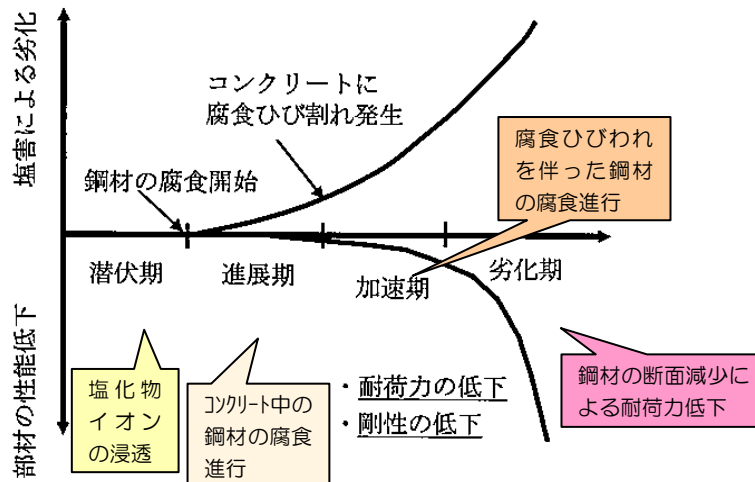 塩害による劣化
コンクリートに
腐食ひび割れ発生
鋼材の腐食開始
腐食ひびわれ
を伴った鋼材
の腐食進行
潜伏期
進展期
加速期
劣化期
部材の性能低下
塩化物
イオン
の浸透
コンクリート中の
鋼材の腐食
進行
・耐荷力の低下
・剛性の低下
鋼材の断面減少に
よる耐荷力低下